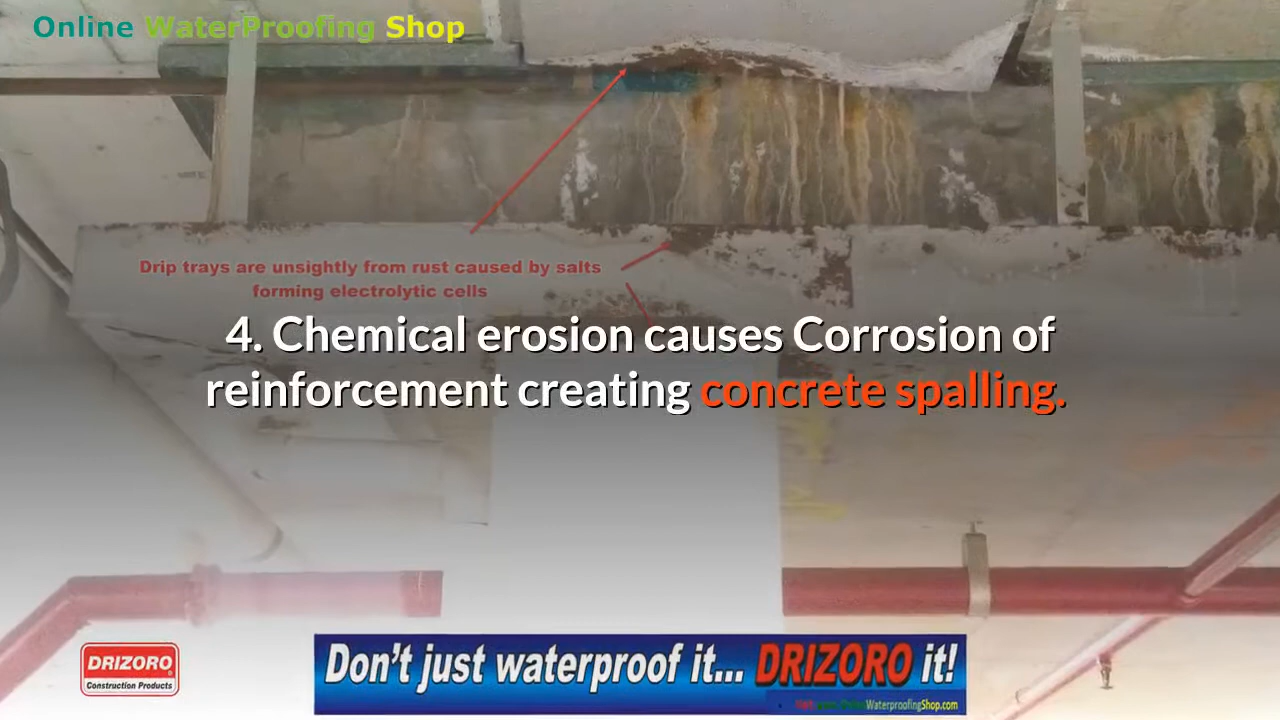 Online WaterProofing Shop
Drip trays are unsightly from rust caused by salts
forming electrolytic cells
4. Chemical erosion causes Corrosion of
reinforcement creating concrete spalling.
DRIZORO
Construction Products
Don't just waterproof it... DRIZORO it!
WaterproofingShop.com